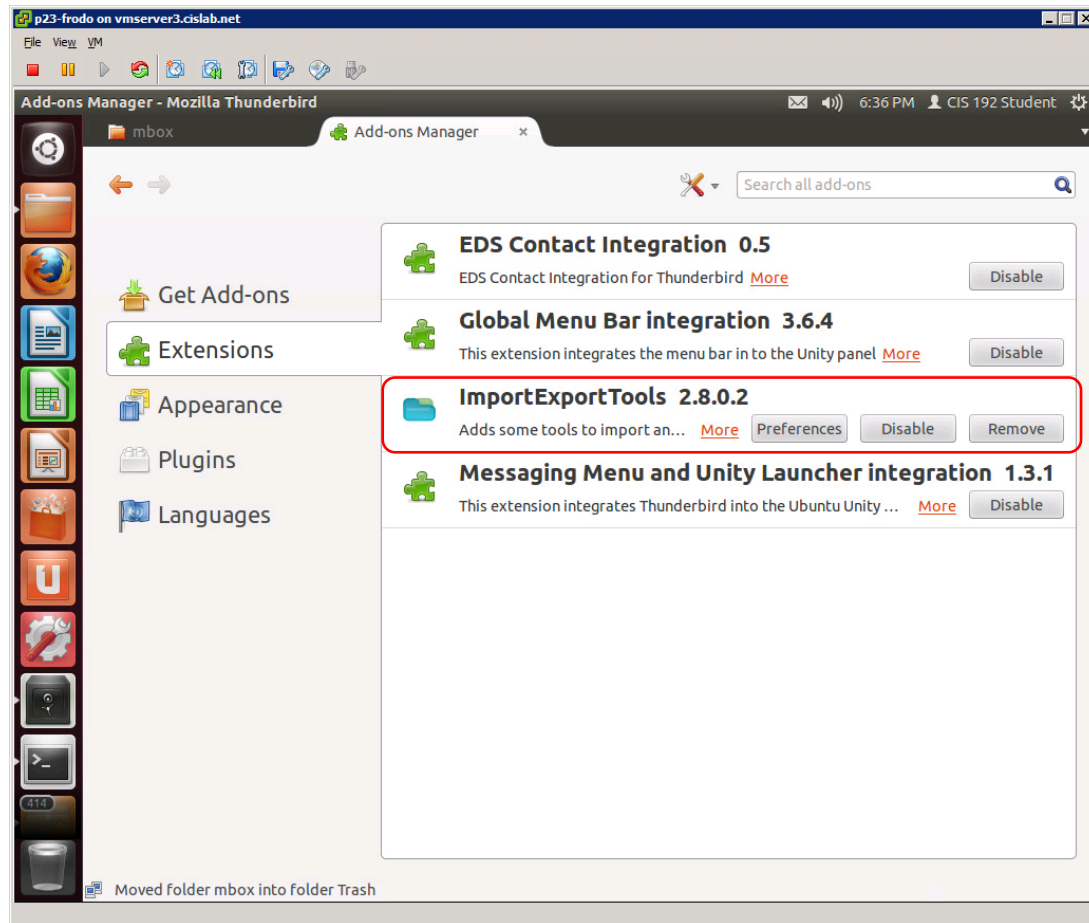 p23-frodo on vmserver3.cislab.net
File View VM
Add-ons Manager - Mozilla Thunderbird 6:36 PM CIS 192 Student
mbox Add-ons Manager ×
Search all add-ons
EDS Contact Integration 0.5
EDS Contact Integration for Thunderbird More Disable
Get Add-ons
Global Menu Bar integration 3.6.4
Extensions
This extension integrates the menu bar in to the Unity panel More Disable
ImportExportTools 2.8.0.2
Appearance
Adds some tools to import an... More Preferences Disable Remove
Plugins
Messaging Menu and Unity Launcher integration 1.3.1
This extension integrates Thunderbird into the Ubuntu Unity ... More Disable
Languages
U
>_
414
Moved folder mbox into folder Trash